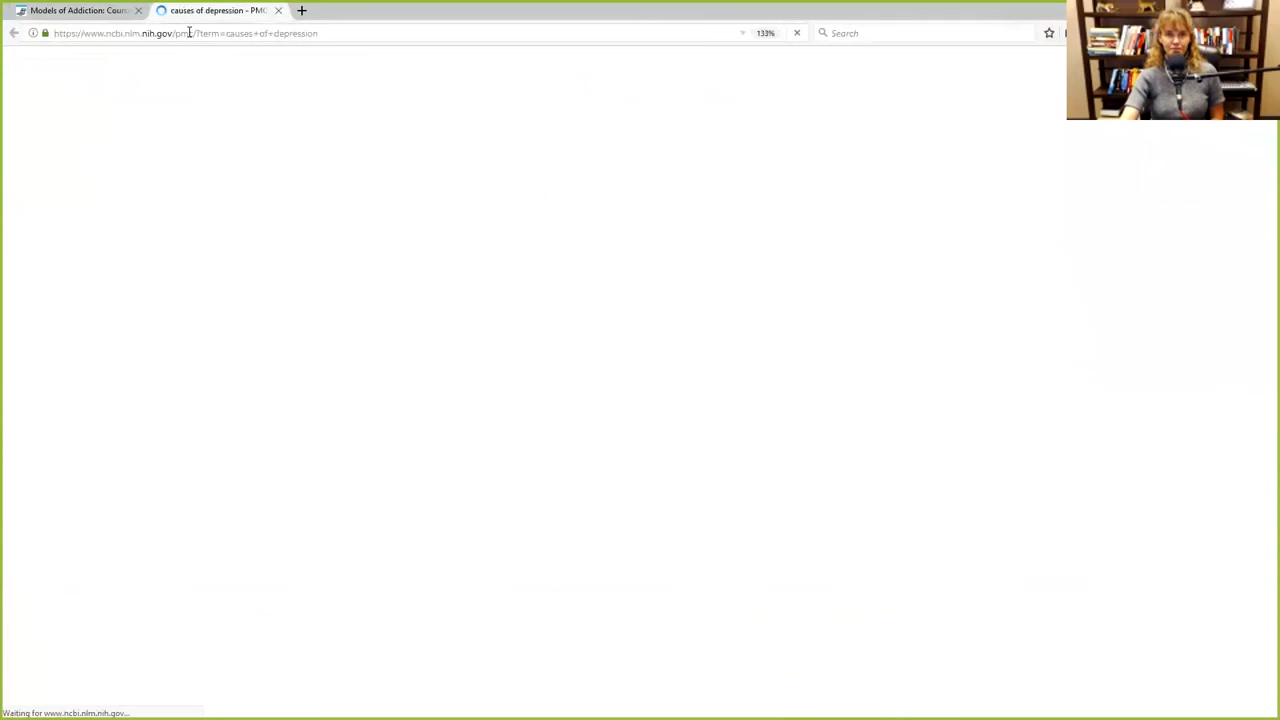 Models of Addiction: Coun
causes of depression - PMC
https://www.ncbi.nlm.nih.gov/pmc/?term=causes+of+depression
133%
Search
Waiting for www.ncbi.nlm.nih.gov...